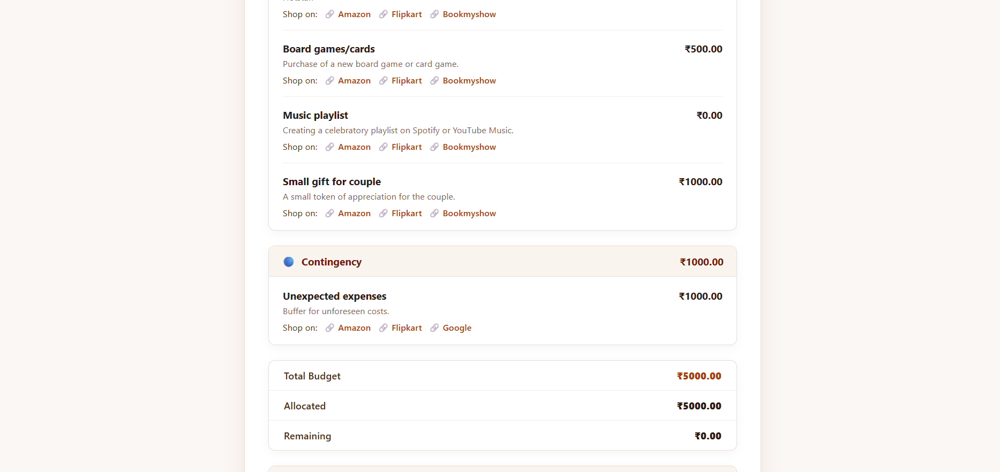 Shop on: Amazon Flipkart Bookmyshow
Board games/cards ₹500.00
Purchase of a new board game or card game.
Shop on: Amazon Flipkart Bookmyshow
Music playlist ₹0.00
Creating a celebratory playlist on Spotify or YouTube Music.
Shop on: Amazon Flipkart Bookmyshow
Small gift for couple ₹1000.00
A small token of appreciation for the couple.
Shop on: Amazon Flipkart Bookmyshow
Contingency ₹1000.00
Unexpected expenses ₹1000.00
Buffer for unforeseen costs.
Shop on: Amazon Flipkart Google
Total Budget ₹5000.00
Allocated ₹5000.00
Remaining ₹0.00